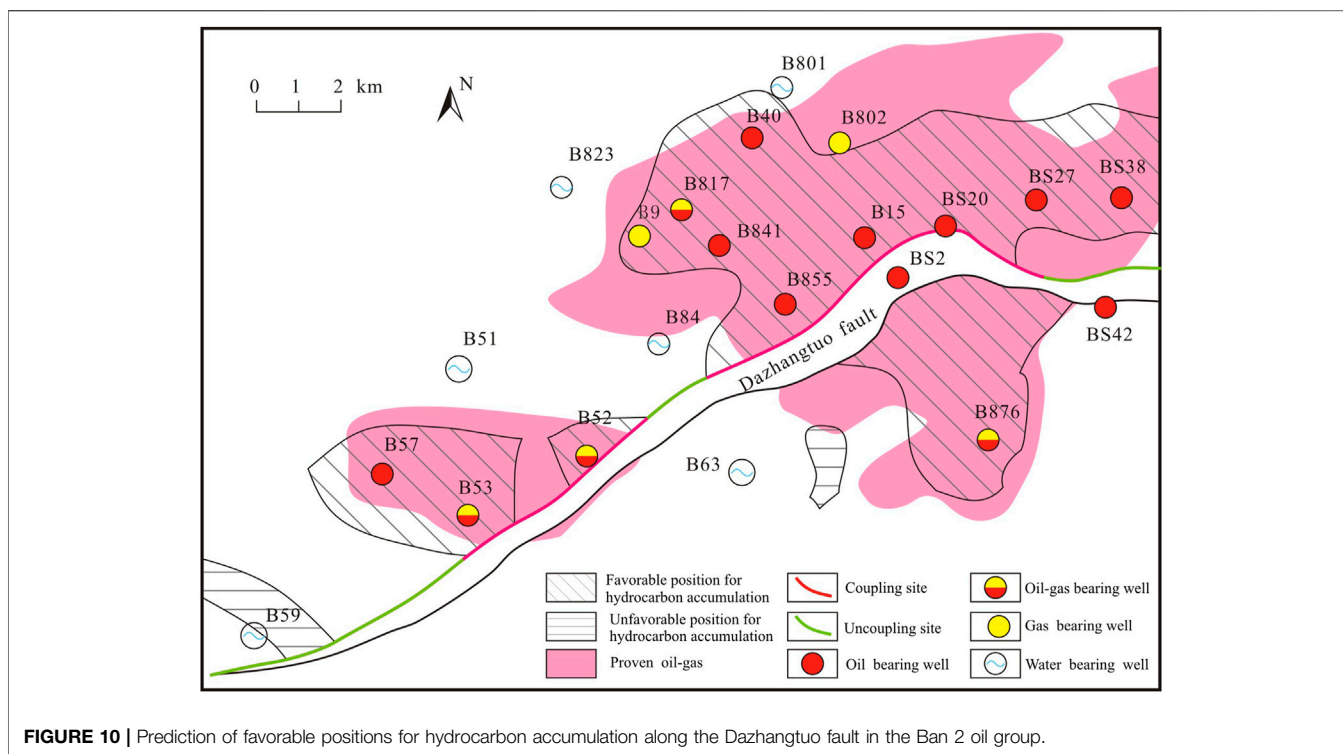 B801
0 1 2 km
N
B40
B802
B823
B817
BS27
BS38
B9
BS20
B15
B841
BS2
B855
B84
BS42
B51
Dazhangtuo fault
B52
B876
B57
B63
B53
B59
Favorable position for
hydrocarbon accumulation
Coupling site
Oil-gas bearing well
Unfavorable position for
hydrocarbon accumulation
Uncoupling site
Gas bearing well
Proven oil-gas
Oil bearing well
Water bearing well
FIGURE 10 | Prediction of favorable positions for hydrocarbon accumulation along the Dazhangtuo fault in the Ban 2 oil group.